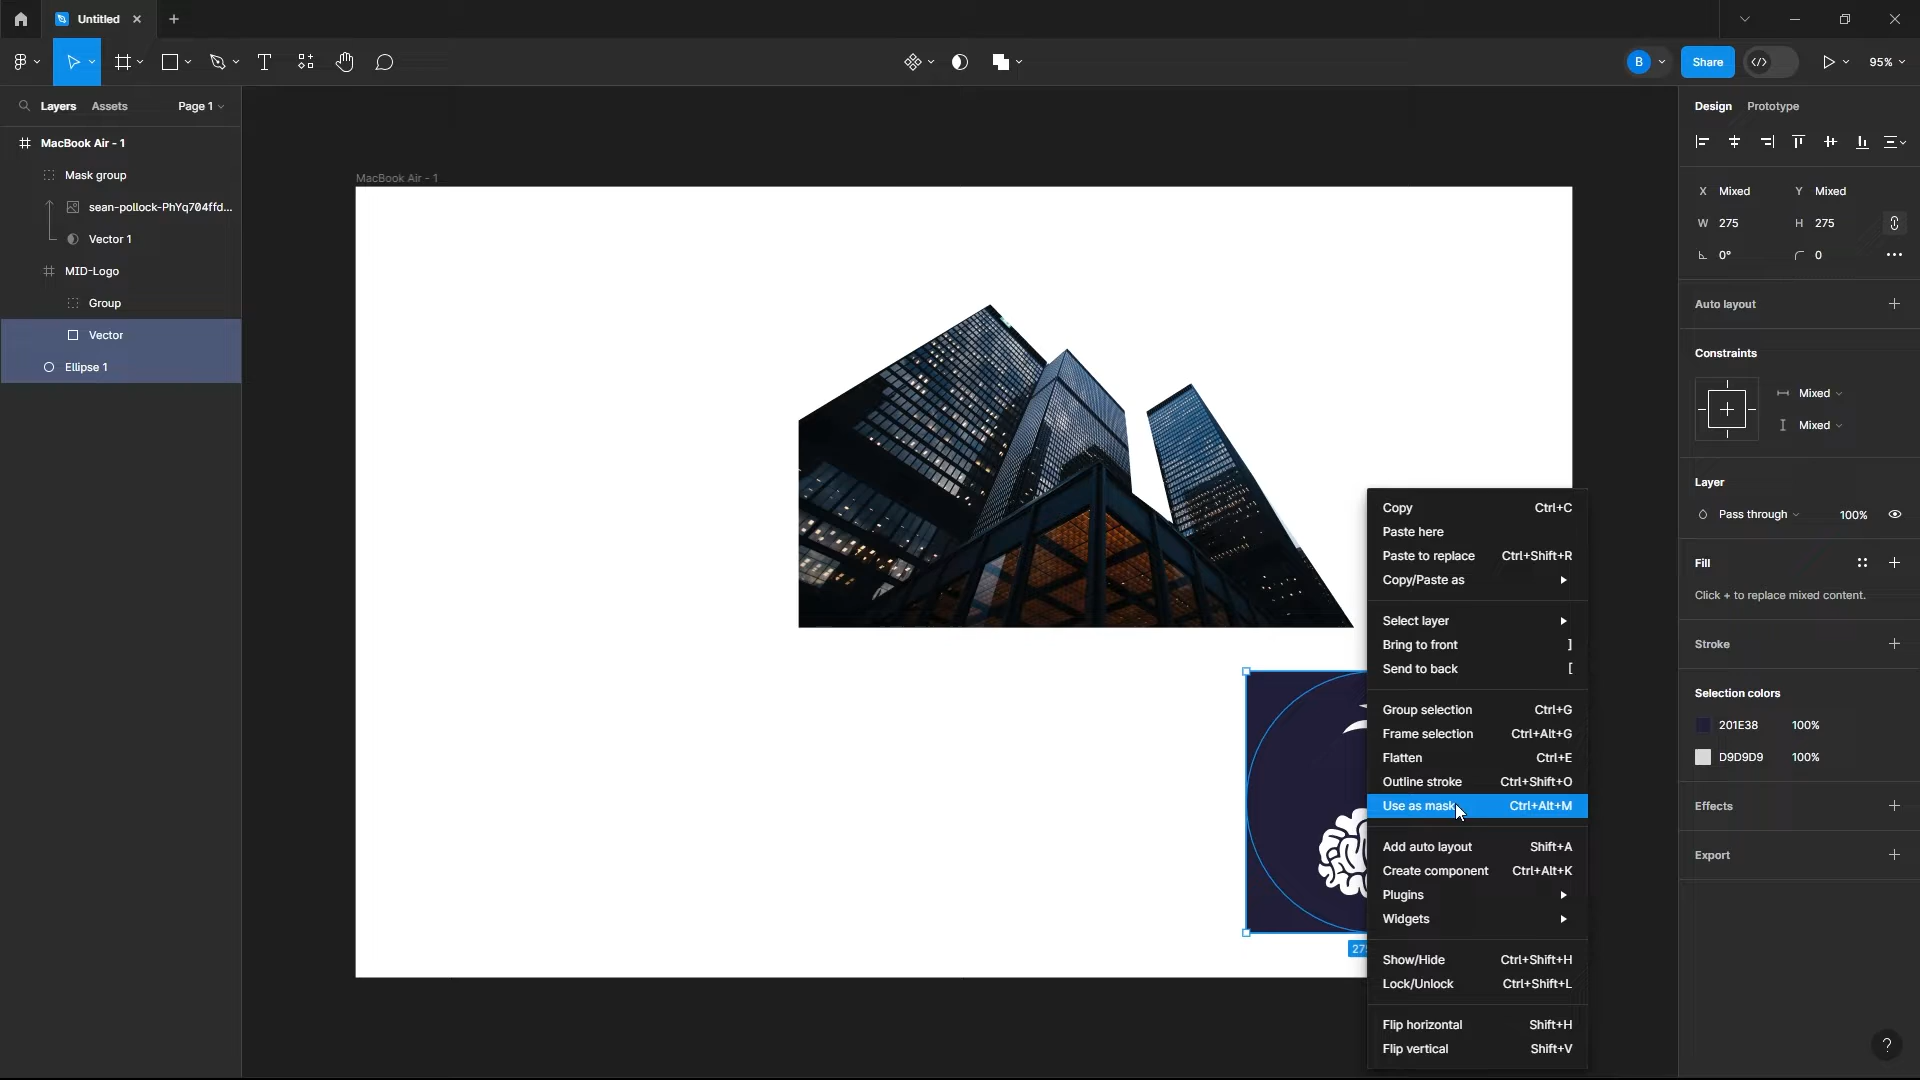 Untitled
B
Share
95%
Layers
Assets
Page 1
Design
Prototype
MacBook Air - 1
Mask group
sean-pollock-PhYq704ffd...
Vector 1
MID-Logo
Group
Vector
Ellipse 1
MacBook Air - 1
X Mixed
Y Mixed
W 275
H 275
0°
0
Auto layout
Constraints
Mixed
Mixed
Layer
Pass through
100%
Fill
Click + to replace mixed content.
Stroke
Selection colors
201E38 100%
D9D9D9 100%
Effects
Export
Copy Ctrl+C
Paste here
Paste to replace Ctrl+Shift+R
Copy/Paste as
Select layer
Bring to front ]
Send to back [
Group selection Ctrl+G
Frame selection Ctrl+Alt+G
Flatten Ctrl+E
Outline stroke Ctrl+Shift+O
Use as mask Ctrl+Alt+M
Add auto layout Shift+A
Create component Ctrl+Alt+K
Plugins
Widgets
Show/Hide Ctrl+Shift+H
Lock/Unlock Ctrl+Shift+L
Flip horizontal Shift+H
Flip vertical Shift+V
?